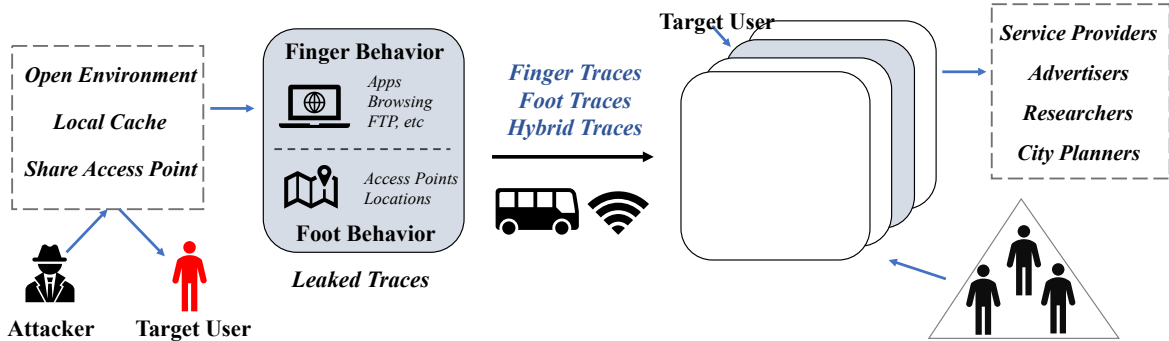 Open Environment
Local Cache
Share Access Point
Attacker
Target User
Finger Behavior
Apps
Browsing
FTP, etc
Access Points
Locations
Foot Behavior
Leaked Traces
Finger Traces
Foot Traces
Hybrid Traces
Target User
Service Providers
Advertisers
Researchers
City Planners